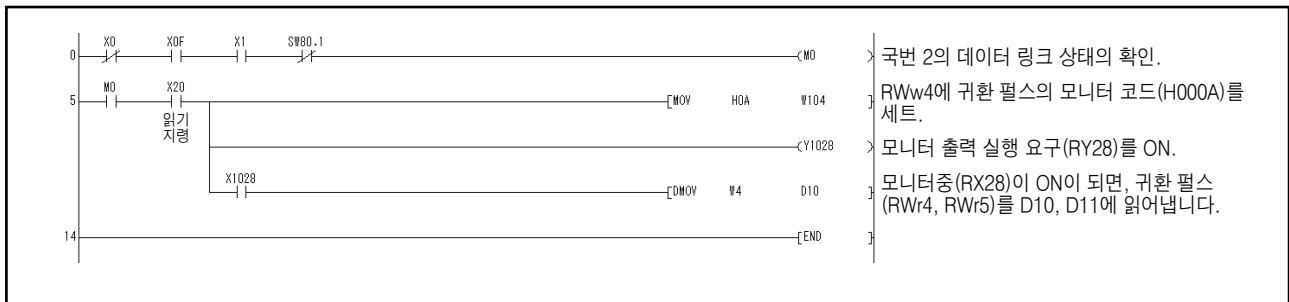 X0 X0F X1 SW80.1
0 (M0 ) 국번 2의 데이터 링크 상태의 확인.
M0 X20
5 [MOV H0A W104 ] RWw4에 귀환 펄스의 모니터 코드(H000A)를
세트.
읽기
지령
(Y1028 ) 모니터 출력 실행 요구(RY28)를 ON.
X1028
[DMOV W4 D10 ] 모니터중(RX28)이 ON이 되면, 귀환 펄스
(RWr4, RWr5)를 D10, D11에 읽어냅니다.
14 [END ]